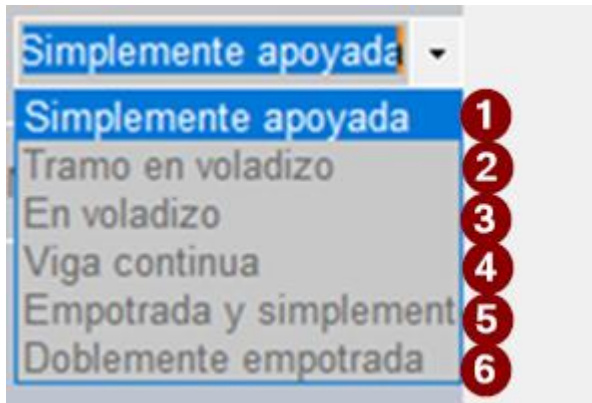 Simplemente apoyada
Simplemente apoyada 1
Tramo en voladizo 2
En voladizo 3
Viga continua 4
Empotrada y simplement 5
Doblemente empotrada 6